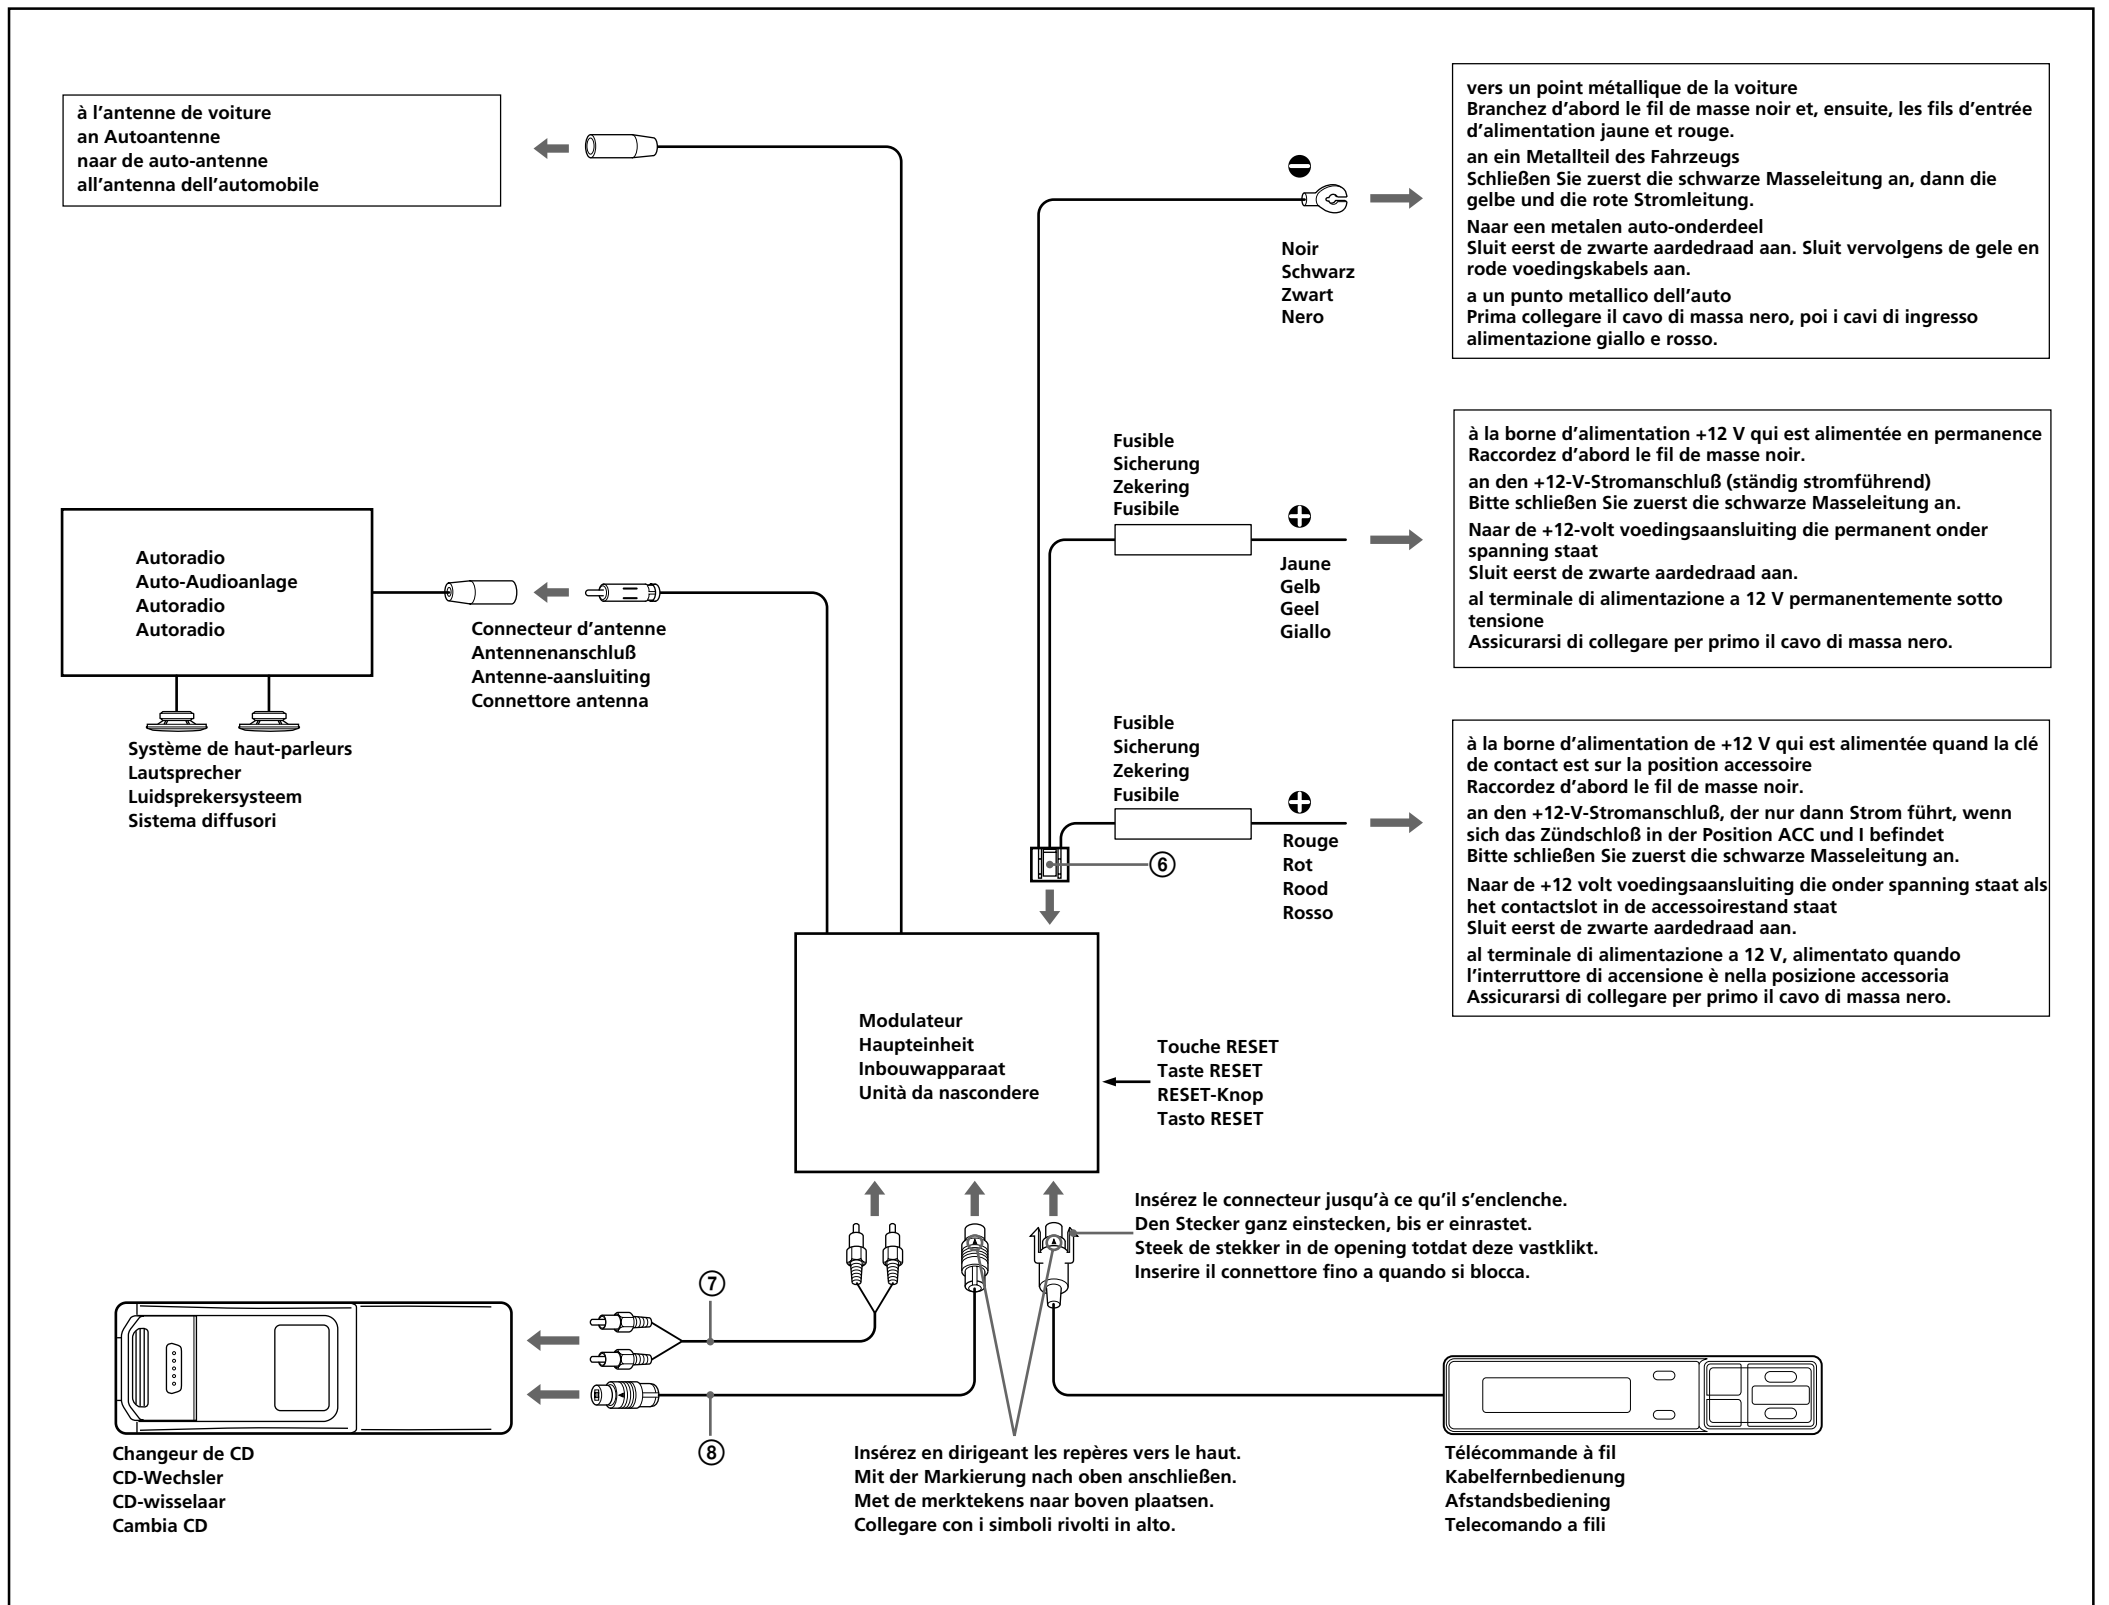 à l’antenne de voiture
an Autoantenne
naar de auto-antenne
all’antenna dell’automobile
vers un point métallique de la voiture
Branchez d’abord le fil de masse noir et, ensuite, les fils d’entrée
d’alimentation jaune et rouge.
an ein Metallteil des Fahrzeugs
Schließen Sie zuerst die schwarze Masseleitung an, dann die
gelbe und die rote Stromleitung.
Naar een metalen auto-onderdeel
Sluit eerst de zwarte aardedraad aan. Sluit vervolgens de gele en
rode voedingskabels aan.
a un punto metallico dell’auto
Prima collegare il cavo di massa nero, poi i cavi di ingresso
alimentazione giallo e rosso.
Noir
Schwarz
Zwart
Nero
Fusible
Sicherung
Zekering
Fusibile
Jaune
Gelb
Geel
Giallo
à la borne d’alimentation +12 V qui est alimentée en permanence
Raccordez d’abord le fil de masse noir.
an den +12-V-Stromanschluß (ständig stromführend)
Bitte schließen Sie zuerst die schwarze Masseleitung an.
Naar de +12-volt voedingsaansluiting die permanent onder
spanning staat
Sluit eerst de zwarte aardedraad aan.
al terminale di alimentazione a 12 V permanentemente sotto
tensione
Assicurarsi di collegare per primo il cavo di massa nero.
Autoradio
Auto-Audioanlage
Autoradio
Autoradio
Connecteur d’antenne
Antennenanschluß
Antenne-aansluiting
Connettore antenna
Système de haut-parleurs
Lautsprecher
Luidsprekersysteem
Sistema diffusori
Fusible
Sicherung
Zekering
Fusibile
Rouge
Rot
Rood
Rosso
⑥
à la borne d’alimentation de +12 V qui est alimentée quand la clé
de contact est sur la position accessoire
Raccordez d’abord le fil de masse noir.
an den +12-V-Stromanschluß, der nur dann Strom führt, wenn
sich das Zündschloß in der Position ACC und I befindet
Bitte schließen Sie zuerst die schwarze Masseleitung an.
Naar de +12 volt voedingsaansluiting die onder spanning staat als
het contactslot in de accessoirestand staat
Sluit eerst de zwarte aardedraad aan.
al terminale di alimentazione a 12 V, alimentato quando
l’interruttore di accensione è nella posizione accessoria
Assicurarsi di collegare per primo il cavo di massa nero.
Modulateur
Haupteinheit
Inbouwapparaat
Unità da nascondere
Touche RESET
Taste RESET
RESET-Knop
Tasto RESET
Insérez le connecteur jusqu’à ce qu’il s’enclenche.
Den Stecker ganz einstecken, bis er einrastet.
Steek de stekker in de opening totdat deze vastklikt.
Inserire il connettore fino a quando si blocca.
⑦
⑧
Changeur de CD
CD-Wechsler
CD-wisselaar
Cambia CD
Insérez en dirigeant les repères vers le haut.
Mit der Markierung nach oben anschließen.
Met de merktekens naar boven plaatsen.
Collegare con i simboli rivolti in alto.
Télécommande à fil
Kabelfernbedienung
Afstandsbediening
Telecomando a fili